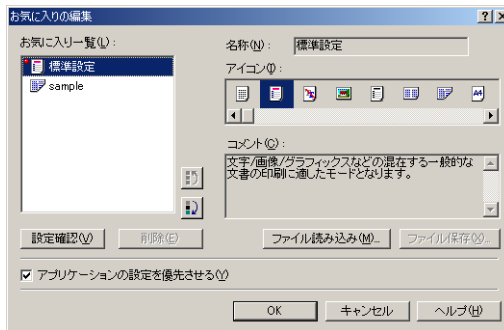 お気に入りの編集
お気に入り一覧(L):
標準設定
sample
名称(N):
標準設定
アイコン(I):
コメント(C):
文字/画像/グラフィックスなどの混在する一般的な
文書の印刷に適したモードとなります。
設定確認(V)
削除(E)
ファイル読み込み(M)...
ファイル保存(X)...
アプリケーションの設定を優先させる(Y)
OK
キャンセル
ヘルプ(H)